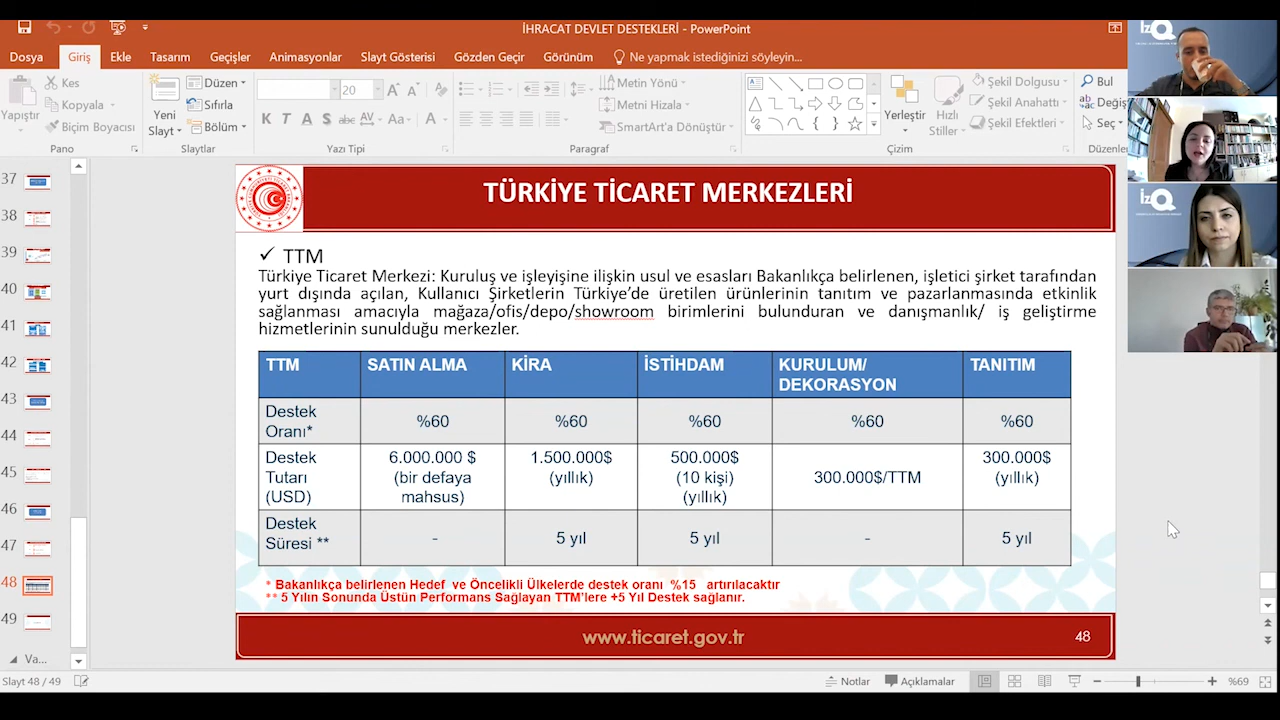 İHRACAT DEVLET DESTEKLERİ - PowerPoint
Dosya Giriş Ekle Tasarım Geçişler Animasyonlar Slayt Gösterisi Gözden Geçir Görünüm Ne yapmak istediğinizi söyleyin...
Yapıştır
Kes
Kopyala
Biçim Boyacısı
Pano
Yeni
Slayt
Düzen
Sıfırla
Bölüm
Slaytlar
20
K T A S abc AV Aa A
Yazı Tipi
Metin Yönü
Metni Hizala
SmartArt'a Dönüştür
Paragraf
Yerleştir
Hızlı
Stiller
Şekil Dolgusu
Şekil Anahattı
Şekil Efektleri
Çizim
Bul
Değiş
Seç
Düzenler
37
38
39
40
41
42
43
44
45
46
47
48
49
Va...
TÜRKİYE TİCARET MERKEZLERİ
✓ TTM
Türkiye Ticaret Merkezi: Kuruluş ve işleyişine ilişkin usul ve esasları Bakanlıkça belirlenen, işletici şirket tarafından
yurt dışında açılan, Kullanıcı Şirketlerin Türkiye'de üretilen ürünlerinin tanıtım ve pazarlanmasında etkinlik
sağlanması amacıyla mağaza/ofis/depo/showroom birimlerini bulunduran ve danışmanlık/ iş geliştirme
hizmetlerinin sunulduğu merkezler.
TTM SATIN ALMA KİRA İSTİHDAM KURULUM/ DEKORASYON TANITIM
Destek Oranı* %60 %60 %60 %60 %60
Destek Tutarı (USD) 6.000.000 $ (bir defaya mahsus) 1.500.000$ (yıllık) 500.000$ (10 kişi) (yıllık) 300.000$/TTM 300.000$ (yıllık)
Destek Süresi ** - 5 yıl 5 yıl - 5 yıl
* Bakanlıkça belirlenen Hedef ve Öncelikli Ülkelerde destek oranı %15 artırılacaktır
** 5 Yılın Sonunda Üstün Performans Sağlayan TTM'lere +5 Yıl Destek sağlanır.
www.ticaret.gov.tr
48
İzQ
İzQ
Slayt 48 / 49
Notlar
Açıklamalar
%69